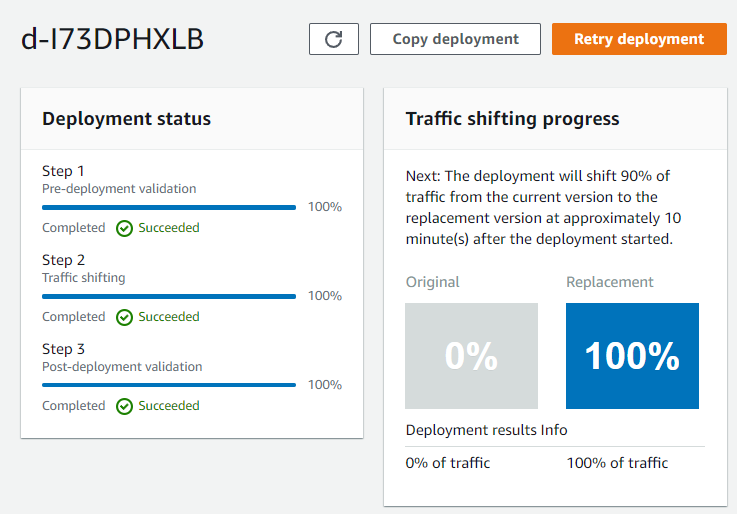 d-I73DPHXLB
Copy deployment
Retry deployment
Deployment status
Step 1
Pre-deployment validation
100%
Completed Succeeded
Step 2
Traffic shifting
100%
Completed Succeeded
Step 3
Post-deployment validation
100%
Completed Succeeded
Traffic shifting progress
Next: The deployment will shift 90% of
traffic from the current version to the
replacement version at approximately 10
minute(s) after the deployment started.
Original Replacement
0% 100%
Deployment results Info
0% of traffic 100% of traffic